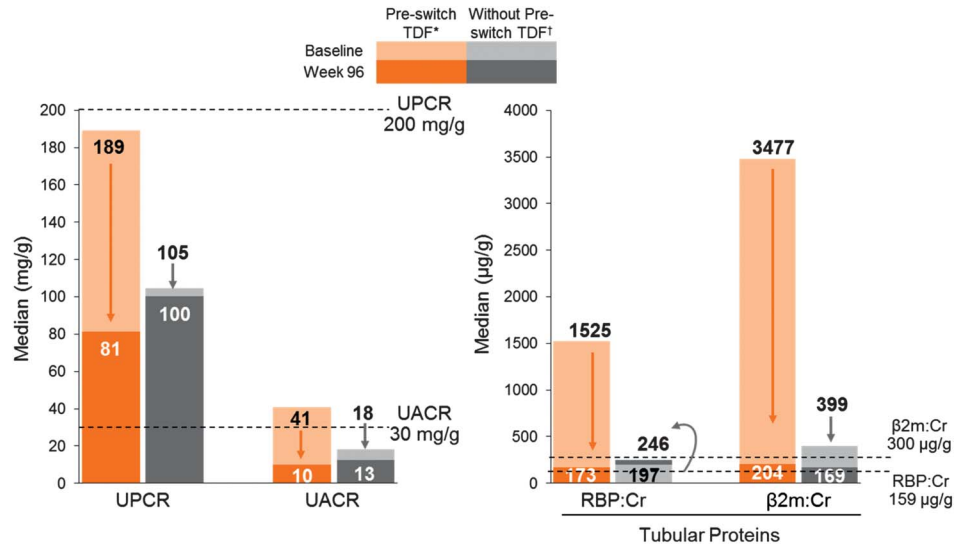 Pre-switch TDF*
Without Pre-switch TDF†
Baseline
Week 96
UPCR
200 mg/g
Median (mg/g)
200
180
160
140
120
100
80
60
40
20
0
189
81
105
100
41
10
18
13
UACR
30 mg/g
UPCR
UACR
Median (µg/g)
4000
3500
3000
2500
2000
1500
1000
500
0
1525
173
246
197
3477
204
399
169
β2m:Cr
300 µg/g
RBP:Cr
159 µg/g
RBP:Cr
β2m:Cr
Tubular Proteins